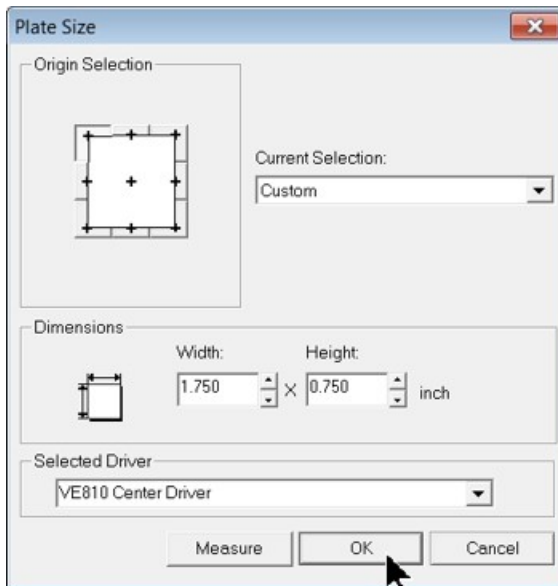 Plate Size
Origin Selection
Current Selection:
Custom
Dimensions
Width: Height:
1.750 X 0.750 inch
Selected Driver
VE810 Center Driver
Measure OK Cancel